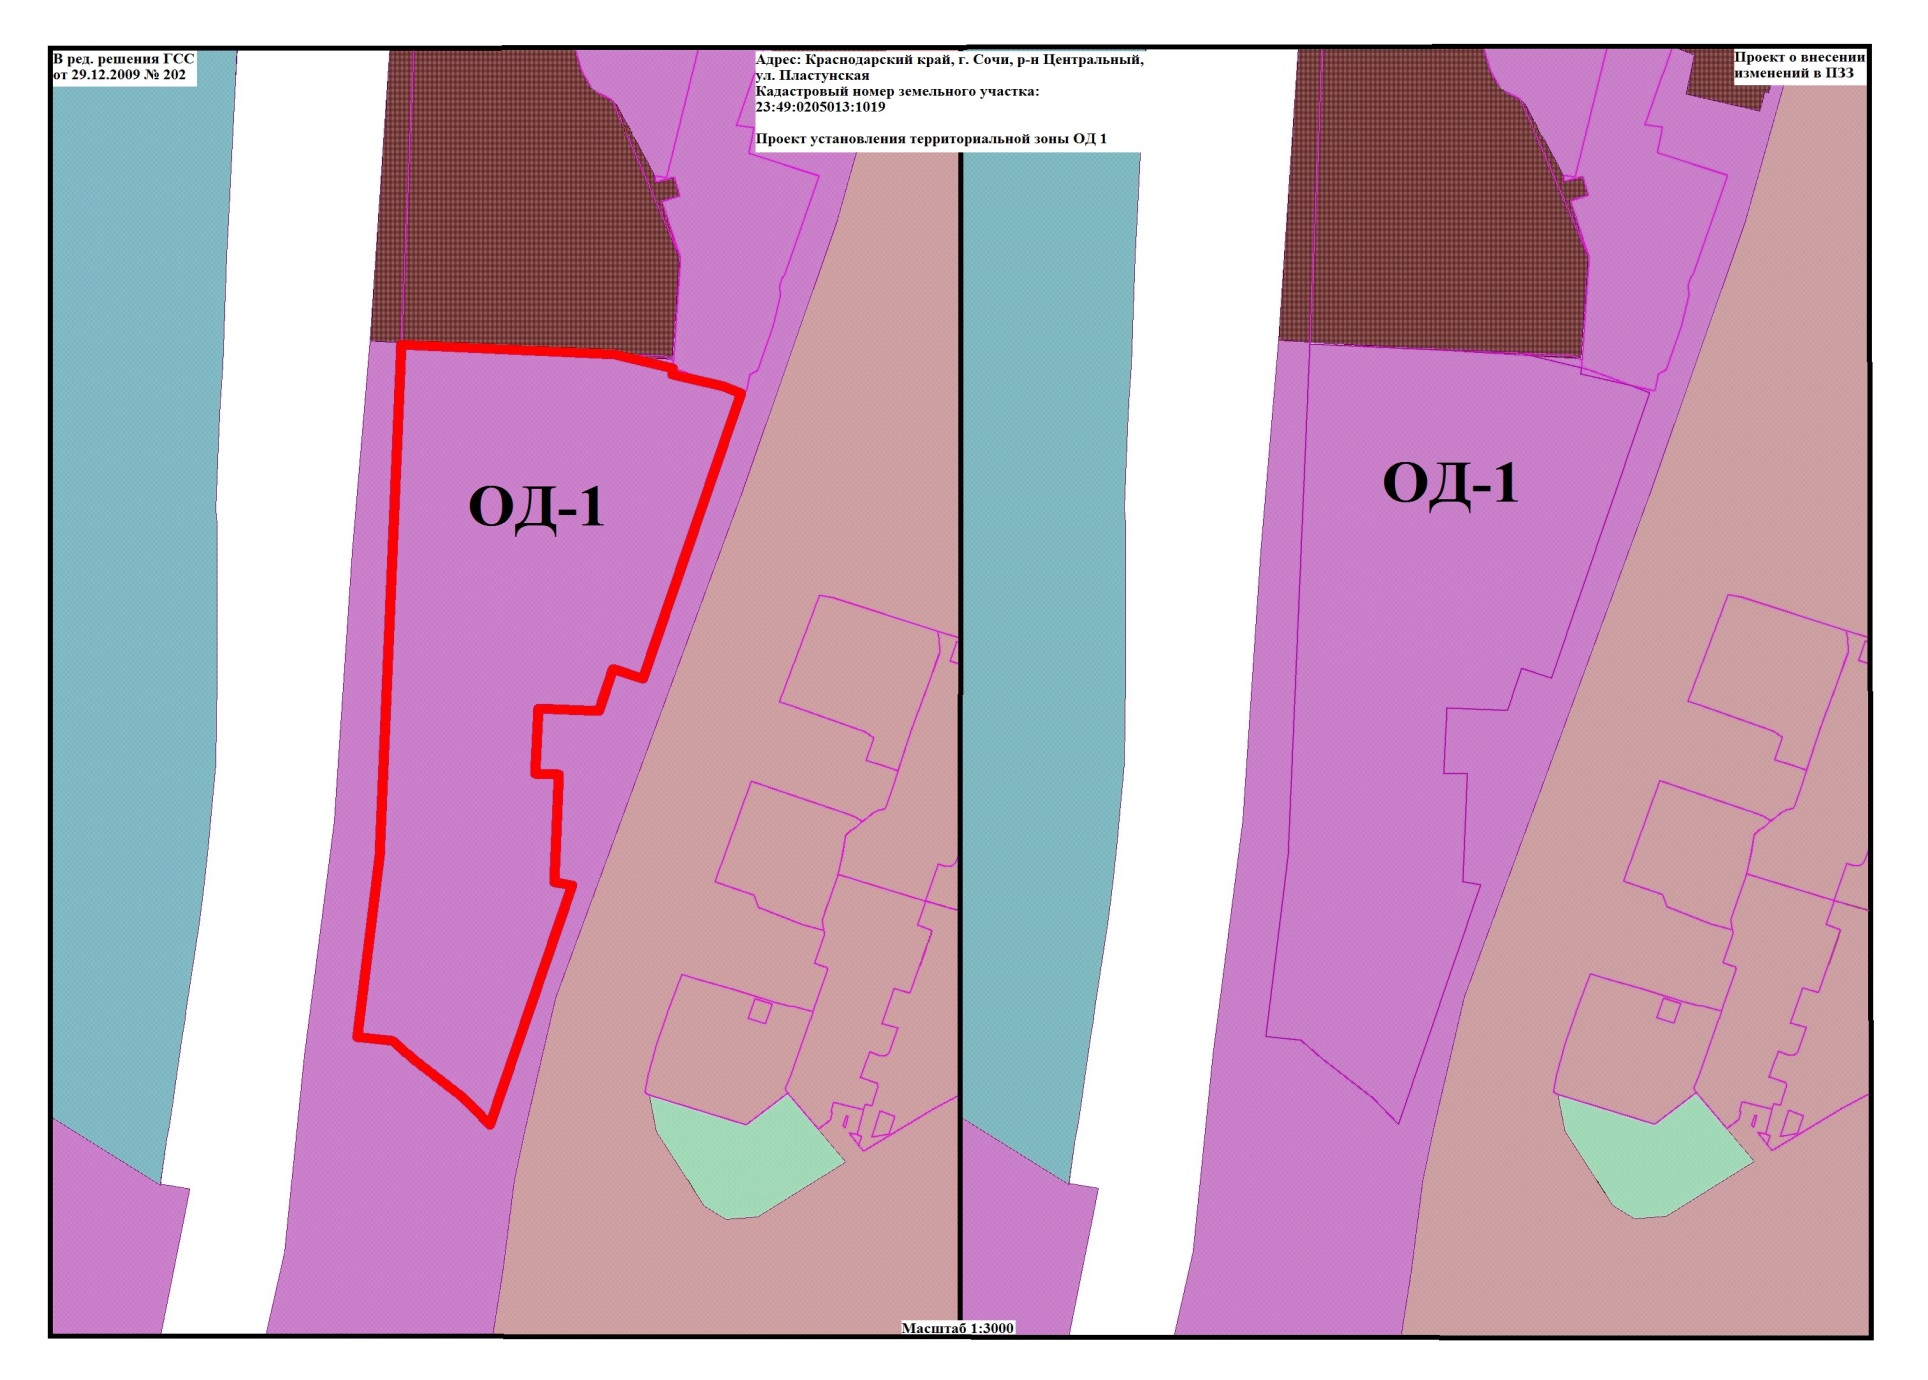 В ред. решения ГСС
от 29.12.2009 № 202
Адрес: Краснодарский край, г. Сочи, р-н Центральный,
ул. Пластунская
Кадастровый номер земельного участка:
23:49:0205013:1019
Проект установления территориальной зоны ОД 1
Проект о внесении
изменений в ПЗЗ
ОД-1
ОД-1
Масштаб 1:3000